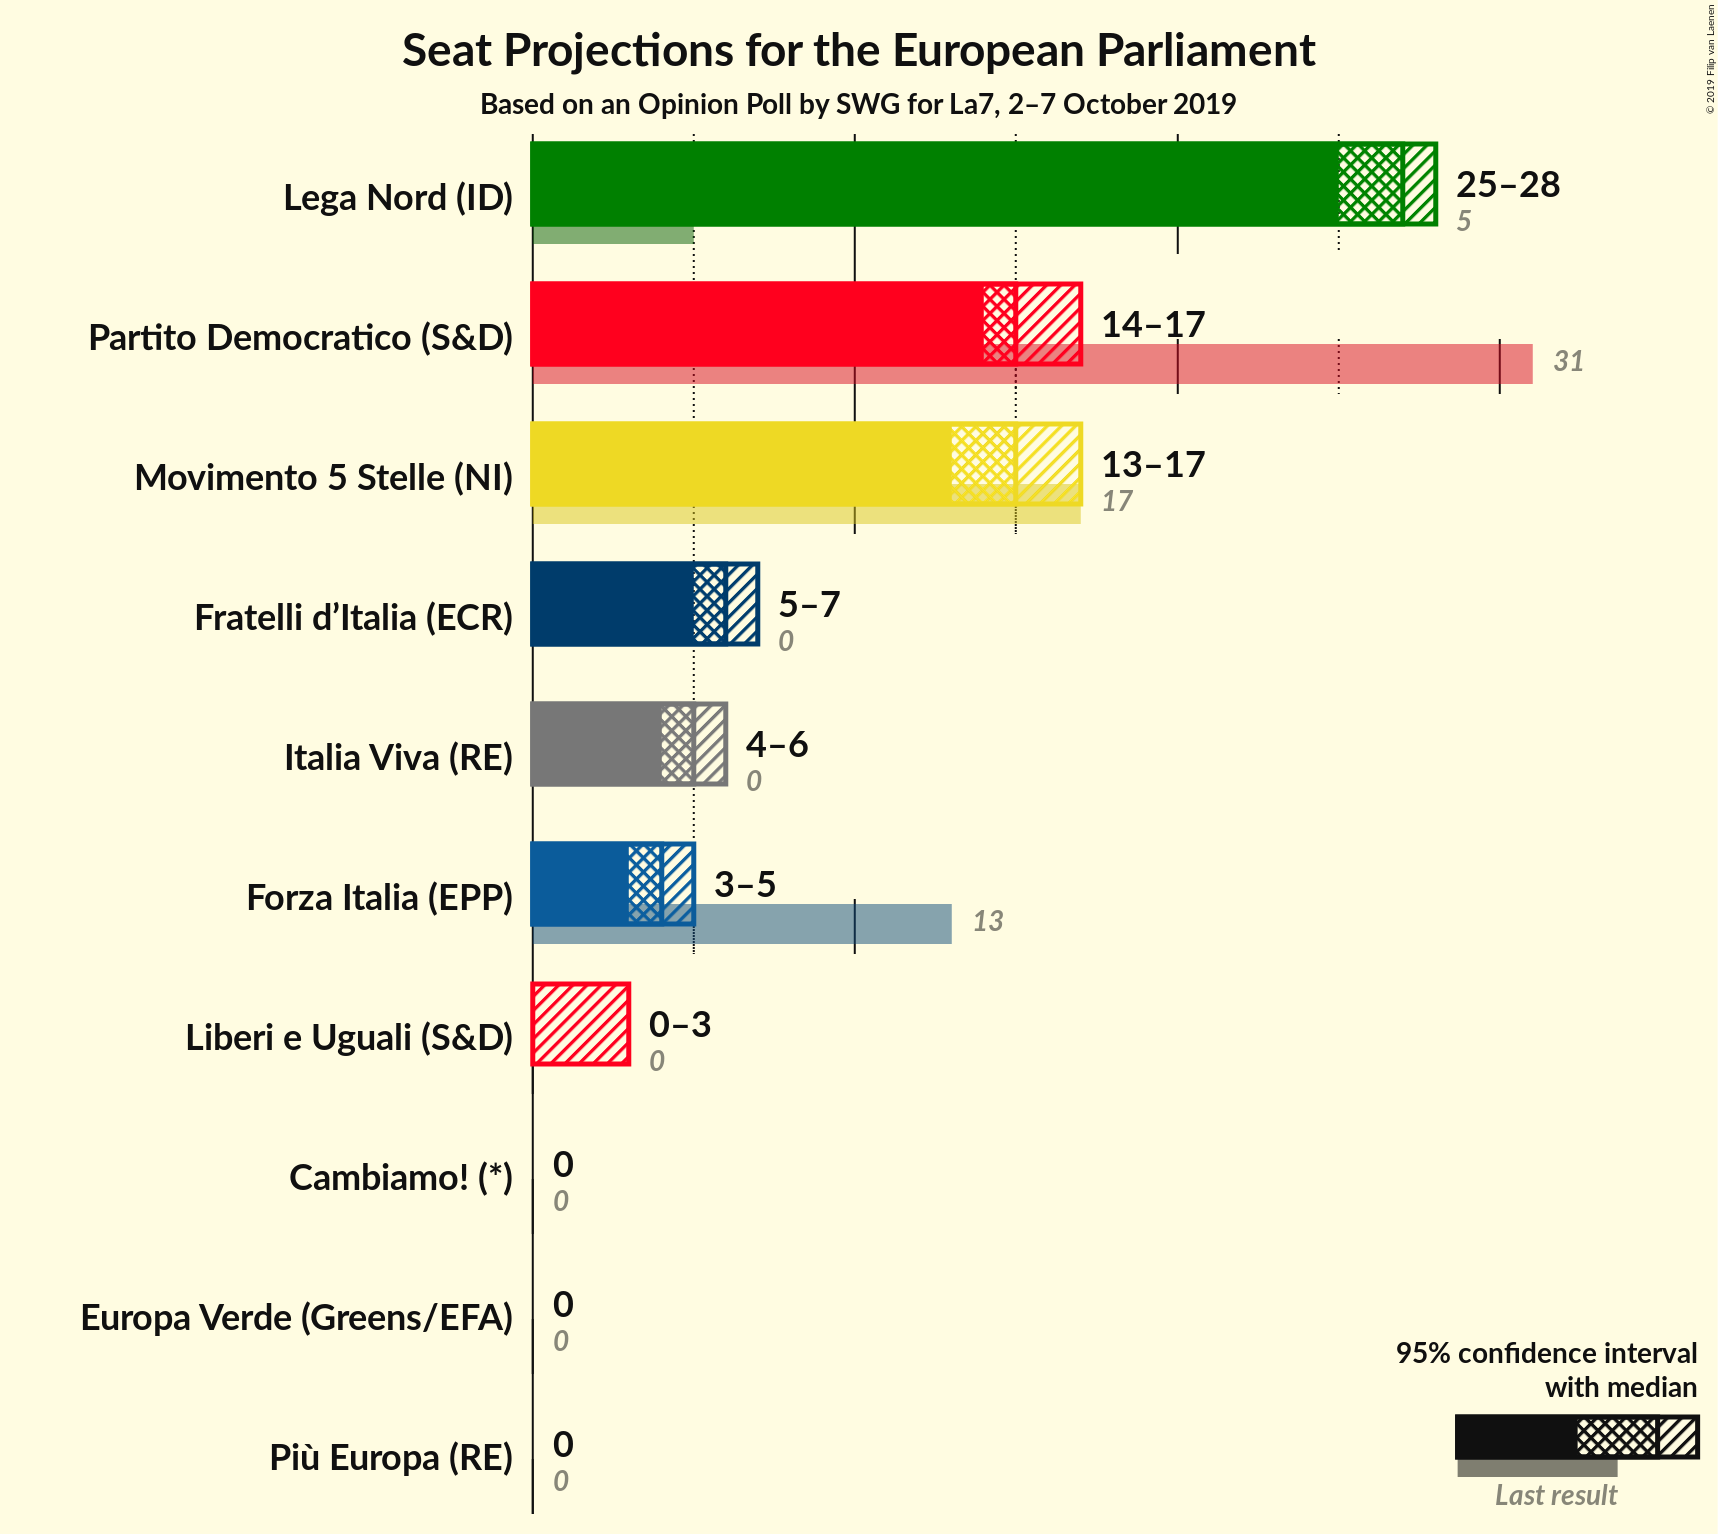 Seat Projections for the European Parliament
Based on an Opinion Poll by SWG for La7, 2–7 October 2019
© 2019 Filip van Laenen
Lega Nord (ID)
25–28
5
Partito Democratico (S&D)
14–17
31
Movimento 5 Stelle (NI)
13–17
17
Fratelli d’Italia (ECR)
5–7
0
Italia Viva (RE)
4–6
0
Forza Italia (EPP)
3–5
13
Liberi e Uguali (S&D)
0–3
0
Cambiamo! (*)
0
0
Europa Verde (Greens/EFA)
0
0
Più Europa (RE)
0
0
95% confidence interval
with median
Last result